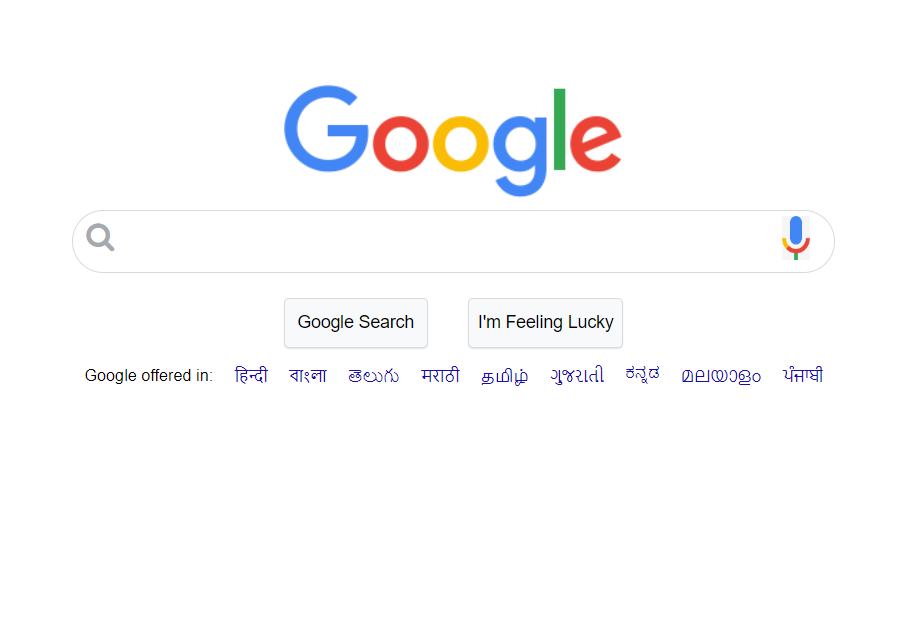 Google
Google Search I'm Feeling Lucky
Google offered in: हिन्दी বাংলা తెలుగు मराठी தமிழ் ગુજરાતી ಕನ್ನಡ മലയാളം ਪੰਜਾਬੀ